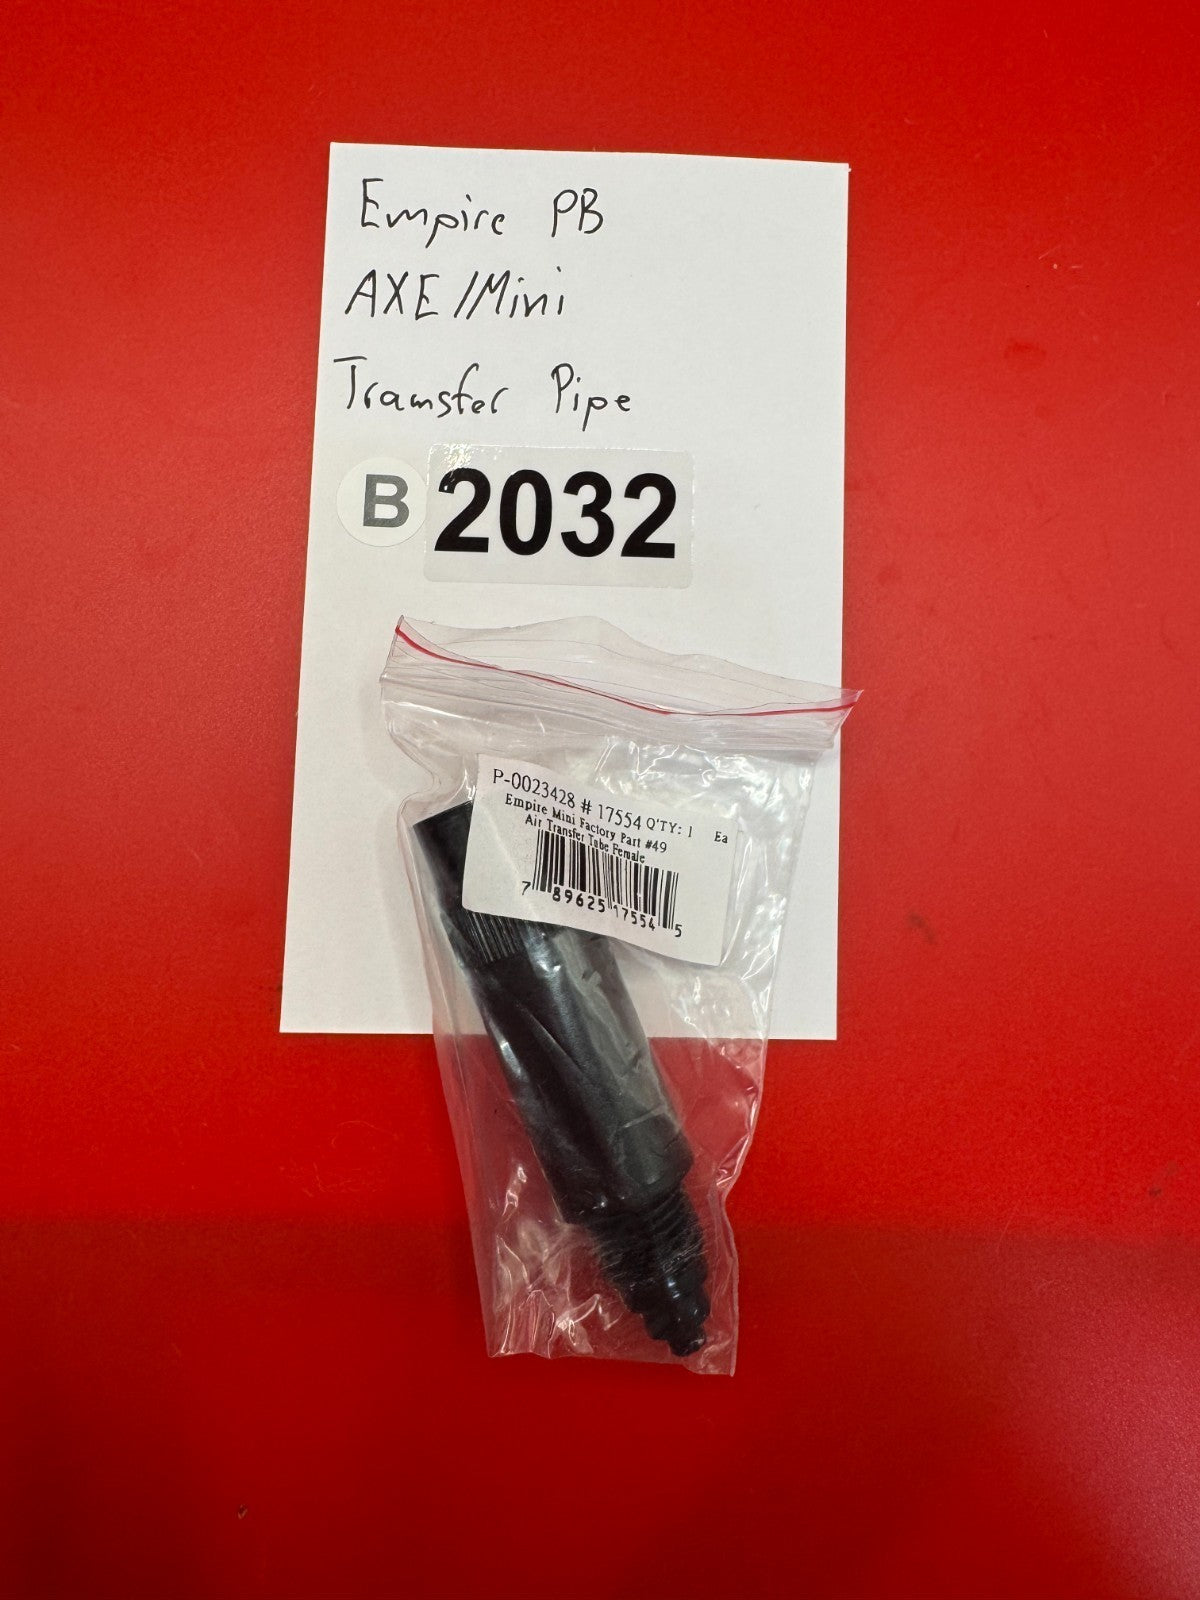 Empire PB
AXE/Mini
Transfer Pipe
B 2032
P-0023428 # 17554 Q'TY: 1 Ea
Empire Mini Factory Part #49
Air Transfer Tube Female
7 89625 17554 5